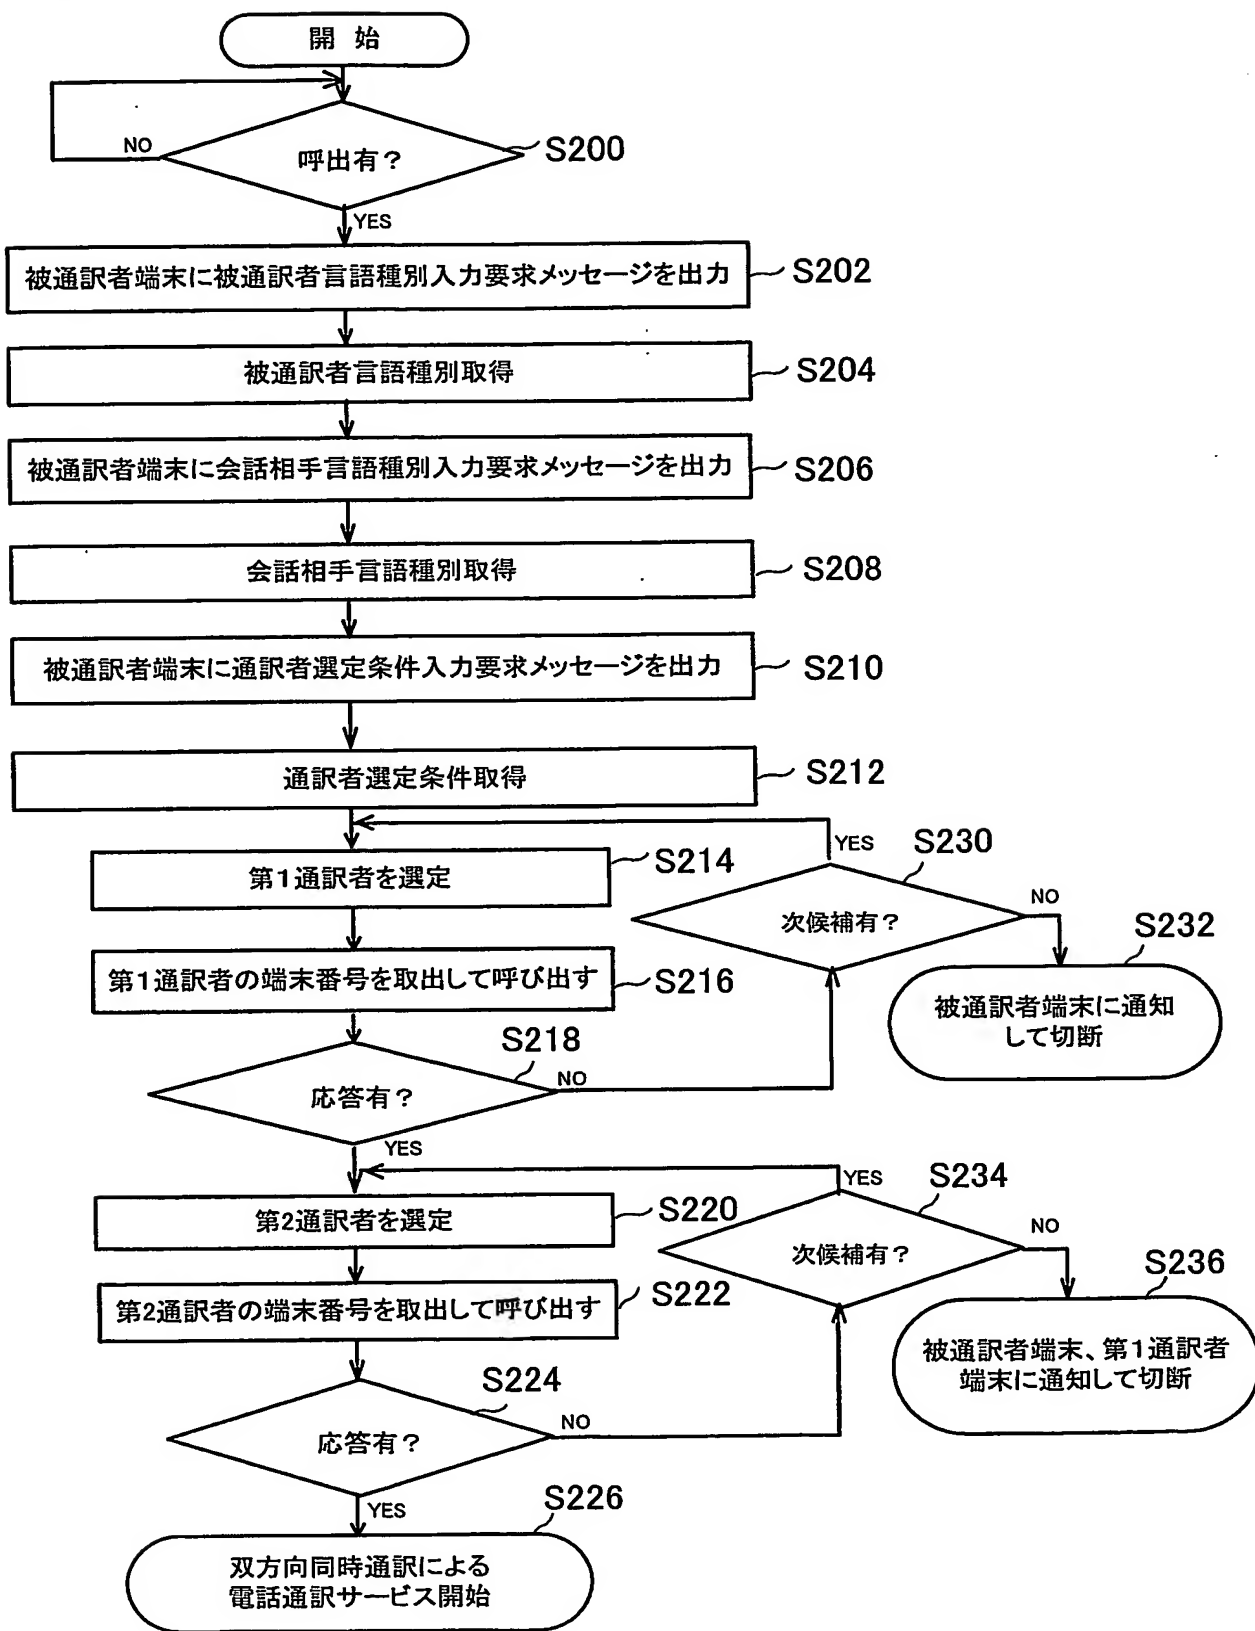 開 始
NO
呼出有?
S200
YES
被通訳者端末に被通訳者言語種別入力要求メッセージを出力
S202
被通訳者言語種別取得
S204
被通訳者端末に会話相手言語種別入力要求メッセージを出力
S206
会話相手言語種別取得
S208
被通訳者端末に通訳者選定条件入力要求メッセージを出力
S210
通訳者選定条件取得
S212
第1通訳者を選定
S214
YES
S230
次候補有?
NO
S232
被通訳者端末に通知
して切断
第1通訳者の端末番号を取出して呼び出す
S216
S218
応答有?
NO
YES
第2通訳者を選定
S220
YES
S234
次候補有?
NO
S236
被通訳者端末、第1通訳者
端末に通知して切断
第2通訳者の端末番号を取出して呼び出す
S222
S224
応答有?
NO
YES
S226
双方向同時通訳による
電話通訳サービス開始